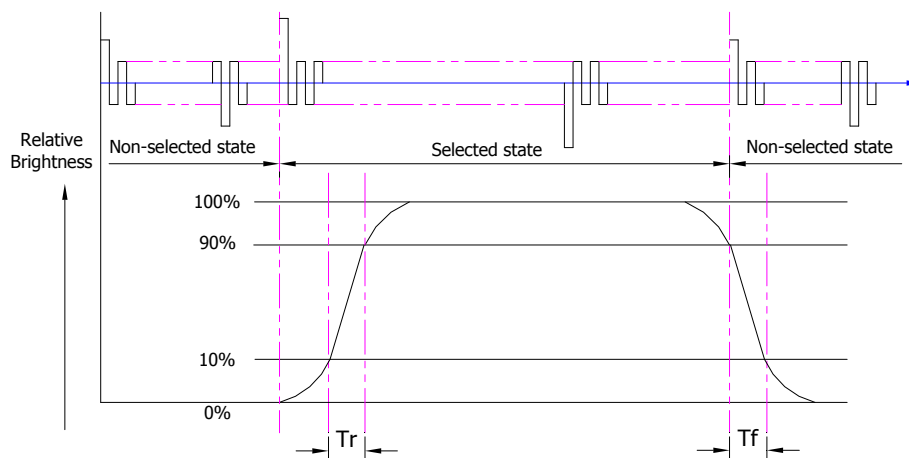 Relative
Brightness
Non-selected state
Selected state
Non-selected state
100%
90%
10%
0%
Tr
Tf